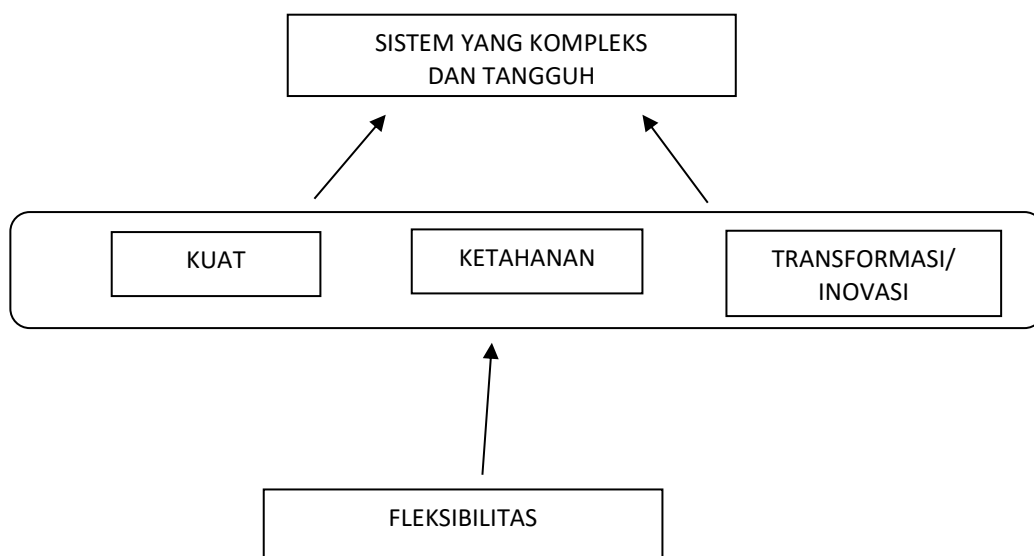 SISTEM YANG KOMPLEKS
DAN TANGGUH
KUAT
KETAHANAN
TRANSFORMASI/
INOVASI
FLEKSIBILITAS